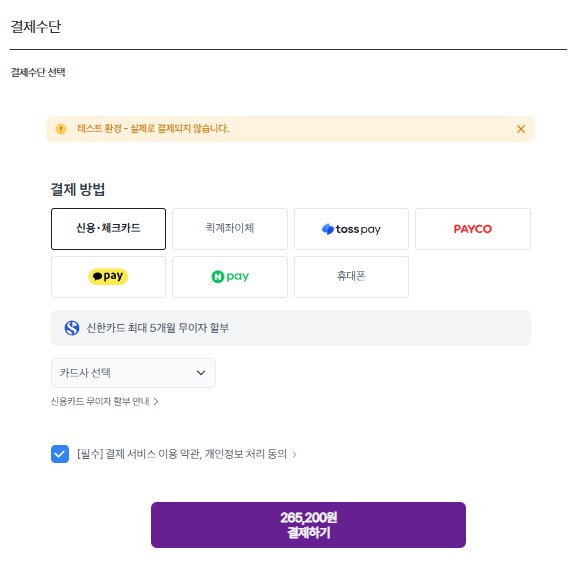 결제수단
결제수단 선택
테스트 환경 - 실제로 결제되지 않습니다.
결제 방법
신용·체크카드
퀵계좌이체
toss pay
PAYCO
pay
N pay
휴대폰
신한카드 최대 5개월 무이자 할부
카드사 선택
신용카드 무이자 할부 안내 >
[필수] 결제 서비스 이용 약관, 개인정보 처리 동의 >
265,200원
결제하기